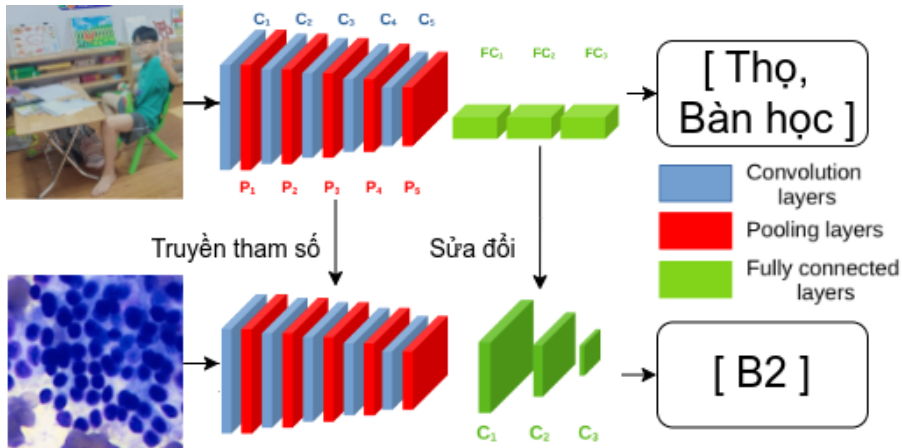 C₁ C₂ C₃ C₄ C₅
FC₁ FC₂ FC₃
[ Thọ,
Bàn học ]
P₁ P₂ P₃ P₄ P₅
Convolution
layers
Pooling layers
Fully connected
layers
Truyền tham số
Sửa đổi
[ B2 ]
C₁ C₂ C₃